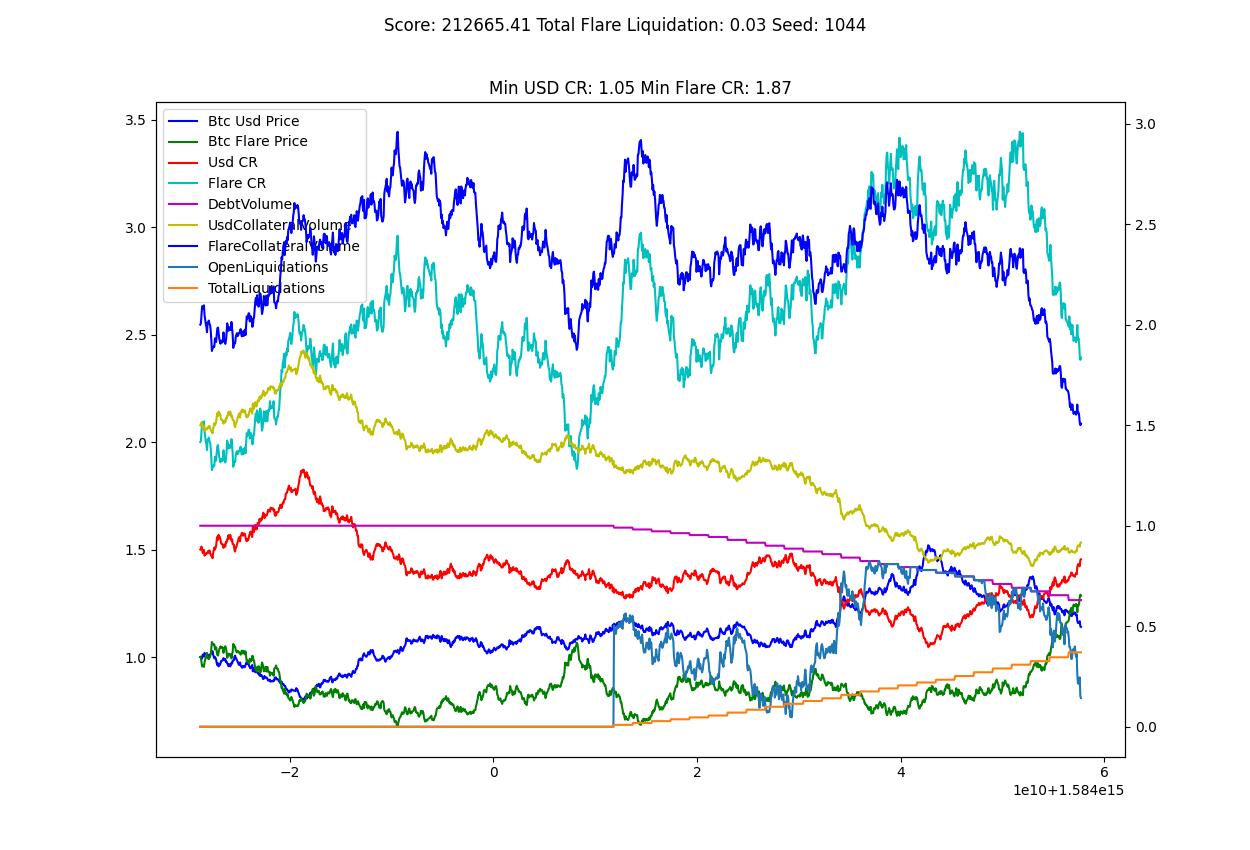 Score: 212665.41 Total Flare Liquidation: 0.03 Seed: 1044
Min USD CR: 1.05 Min Flare CR: 1.87
Btc Usd Price
Btc Flare Price
Usd CR
Flare CR
DebtVolume
UsdCollateralVolume
FlareCollateralVolume
OpenLiquidations
TotalLiquidations
3.5
3.0
2.5
2.0
1.5
1.0
3.0
2.5
2.0
1.5
1.0
0.5
0.0
−2
0
2
4
6
1e10+1.584e15